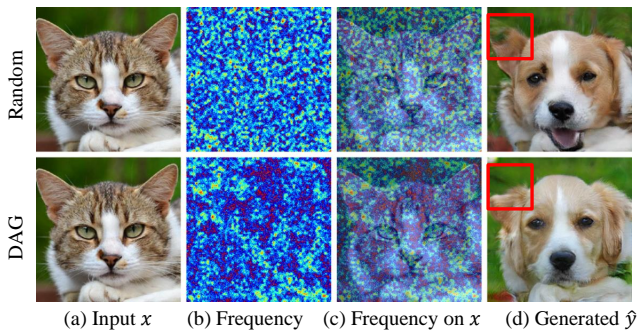 Random
DAG
(a) Input x
(b) Frequency
(c) Frequency on x
(d) Generated ŷ